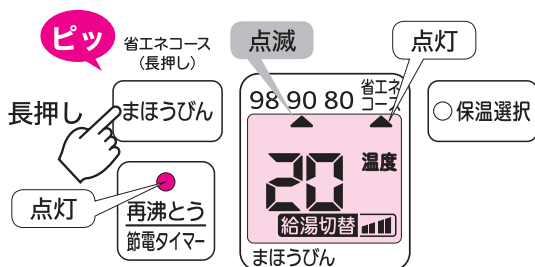 ピッ
省エネコース
(長押し)
長押し
まほうびん
点滅
点灯
98 90 80 省エネ
コース
保温選択
温度
20
給湯切替
まほうびん
点灯
再沸とう
節電タイマー